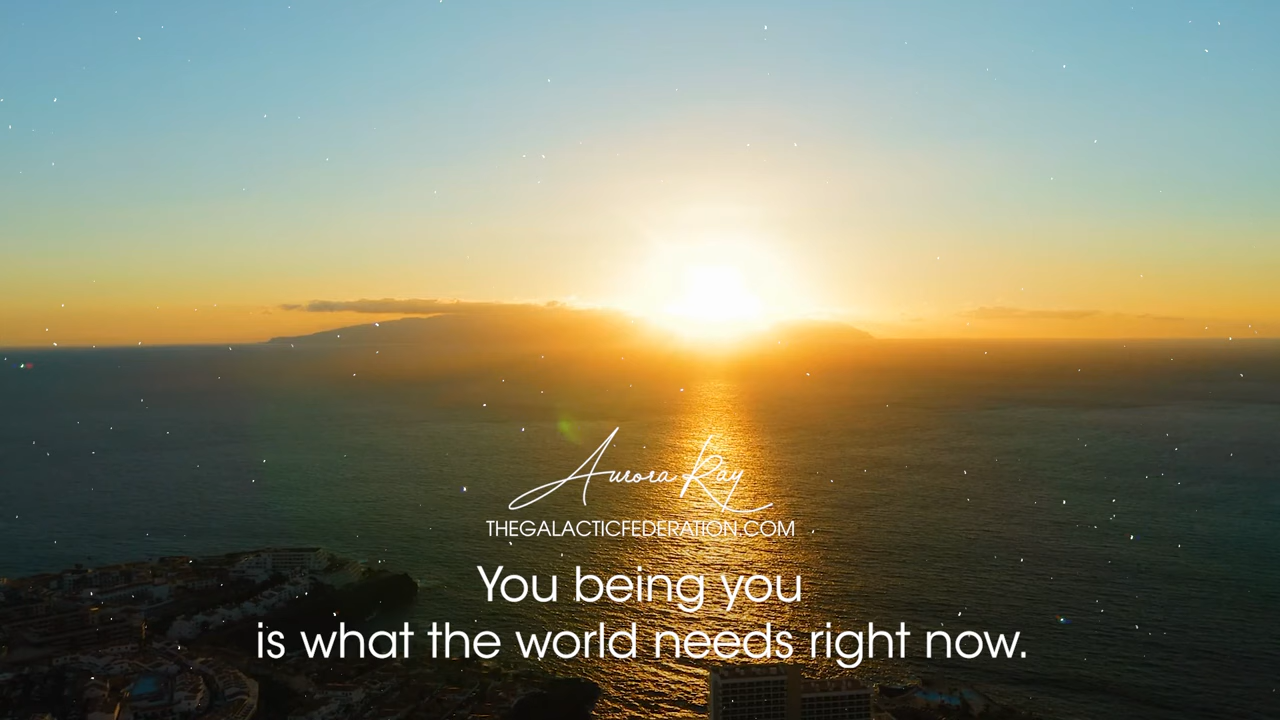 Aurora Ray
THEGALACTICFEDERATION.COM
You being you
is what the world needs right now.